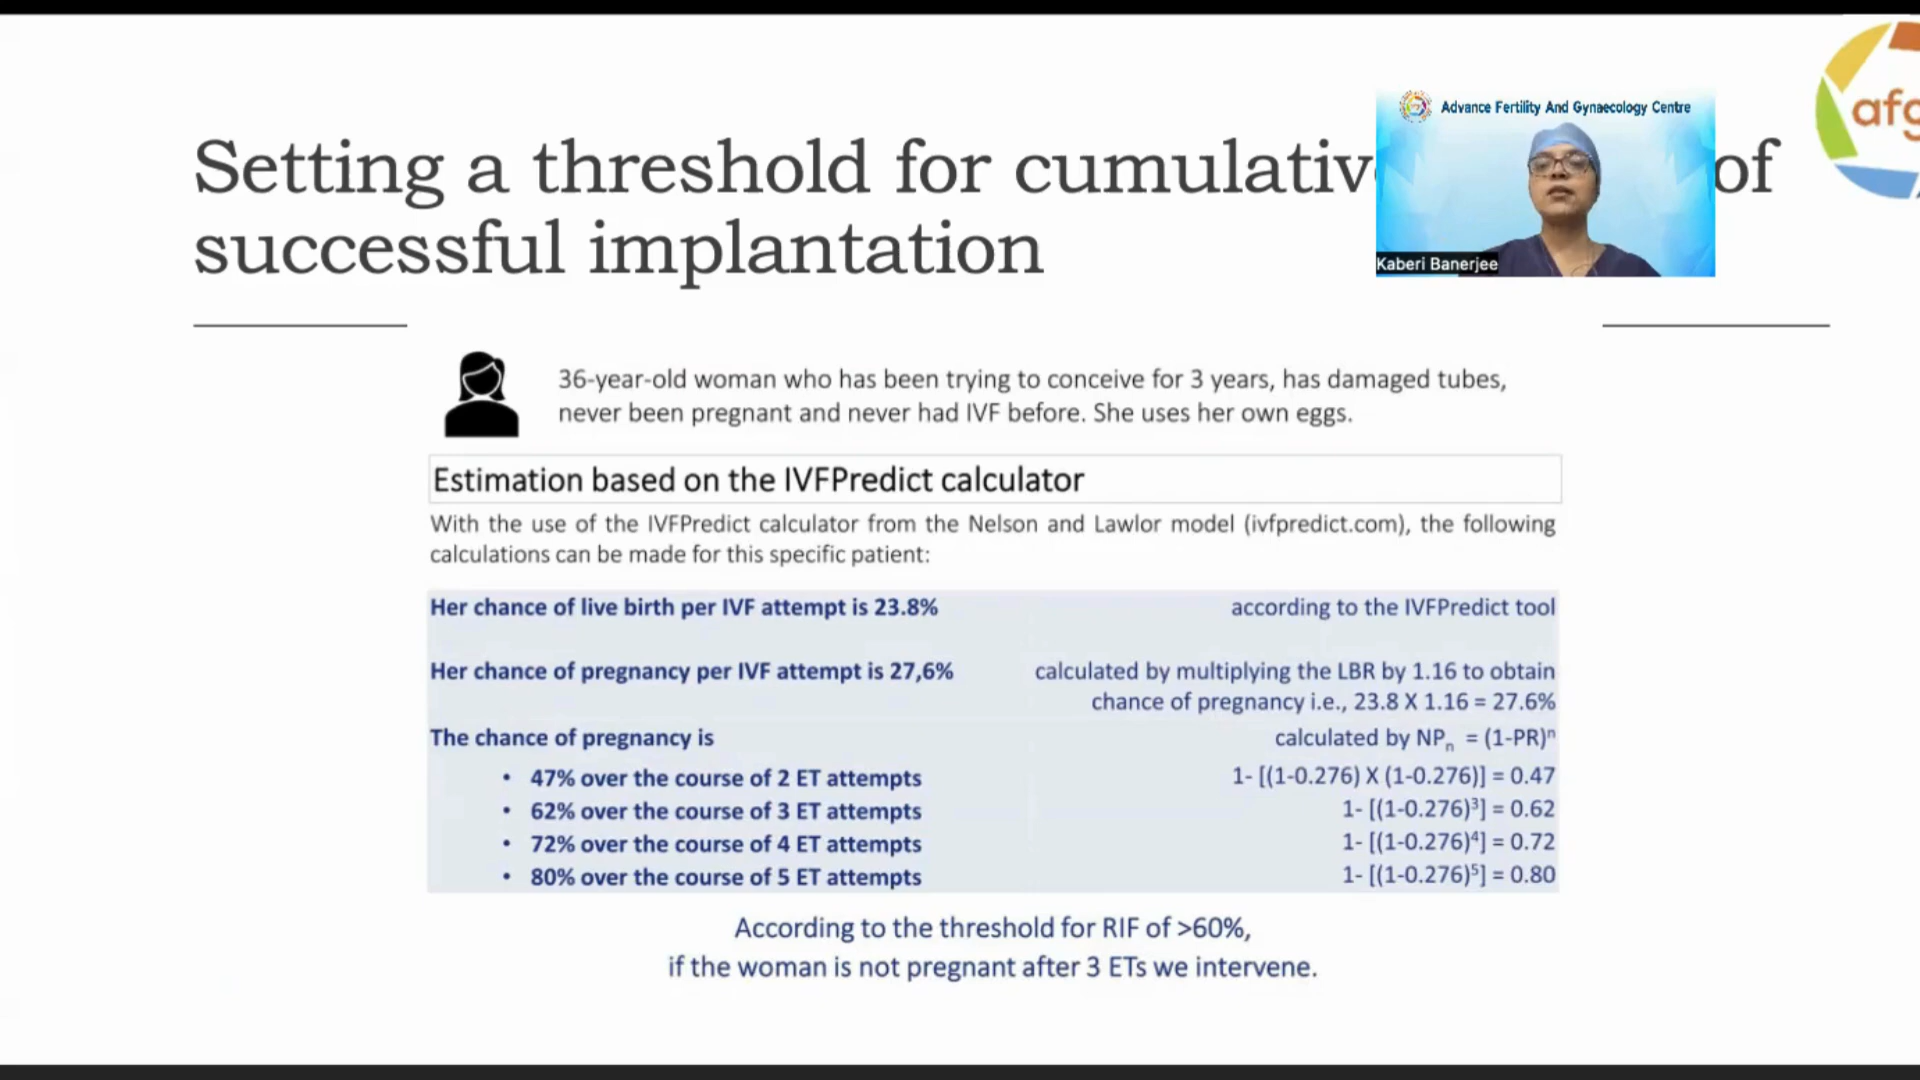 Setting a threshold for cumulativ of
successful implantation
Advance Fertility And Gynaecology Centre
Kaberi Banerjee
afg
36-year-old woman who has been trying to conceive for 3 years, has damaged tubes,
never been pregnant and never had IVF before. She uses her own eggs.
Estimation based on the IVFPredict calculator
With the use of the IVFPredict calculator from the Nelson and Lawlor model (ivfpredict.com), the following
calculations can be made for this specific patient:
Her chance of live birth per IVF attempt is 23.8% according to the IVFPredict tool
Her chance of pregnancy per IVF attempt is 27,6% calculated by multiplying the LBR by 1.16 to obtain
chance of pregnancy i.e., 23.8 X 1.16 = 27.6%
The chance of pregnancy is calculated by NPₙ = (1-PR)ⁿ
• 47% over the course of 2 ET attempts 1- [(1-0.276) X (1-0.276)] = 0.47
• 62% over the course of 3 ET attempts 1- [(1-0.276)³] = 0.62
• 72% over the course of 4 ET attempts 1- [(1-0.276)⁴] = 0.72
• 80% over the course of 5 ET attempts 1- [(1-0.276)⁵] = 0.80
According to the threshold for RIF of >60%,
if the woman is not pregnant after 3 ETs we intervene.